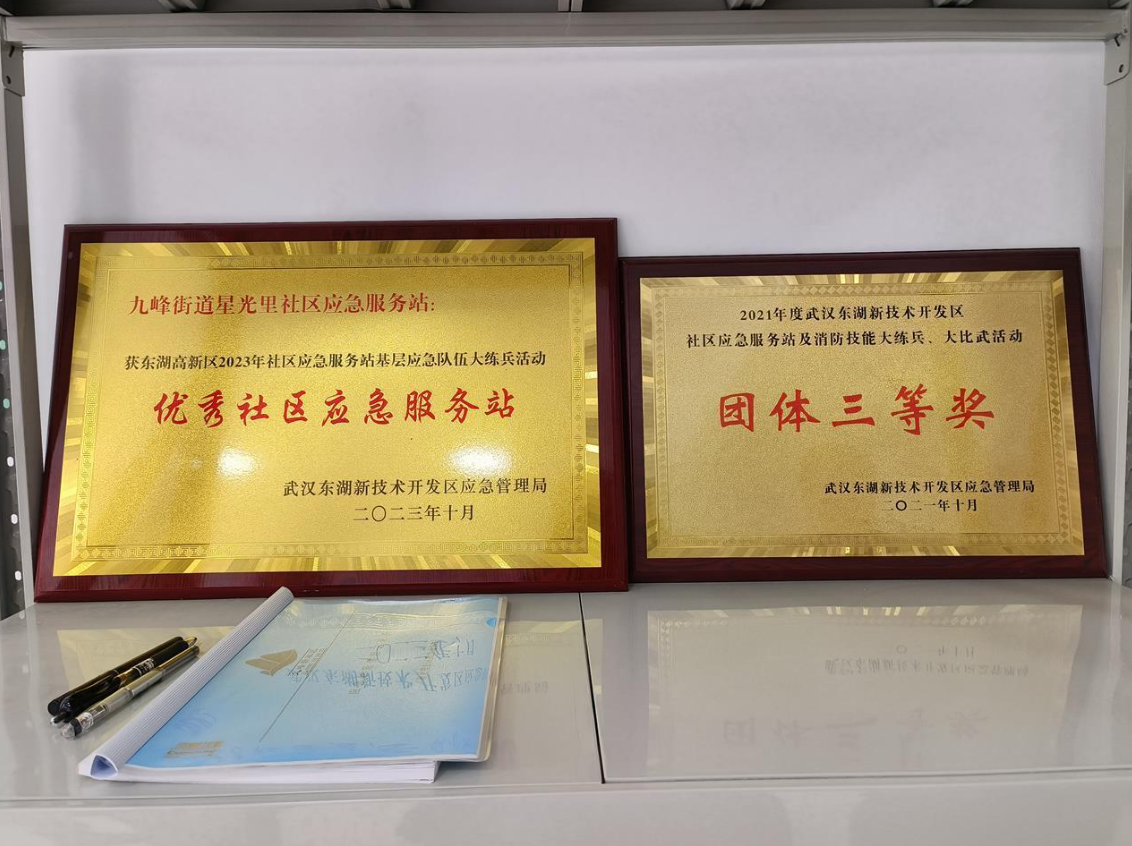 九峰街道星光里社区应急服务站:
获东湖高新区2023年社区应急服务站基层应急队伍大练兵活动
优秀社区应急服务站
武汉东湖新技术开发区应急管理局
二〇二三年十月
2021年度武汉东湖新技术开发区
社区应急服务站及消防技能大练兵、大比武活动
团体三等奖
武汉东湖新技术开发区应急管理局
二〇二一年十月